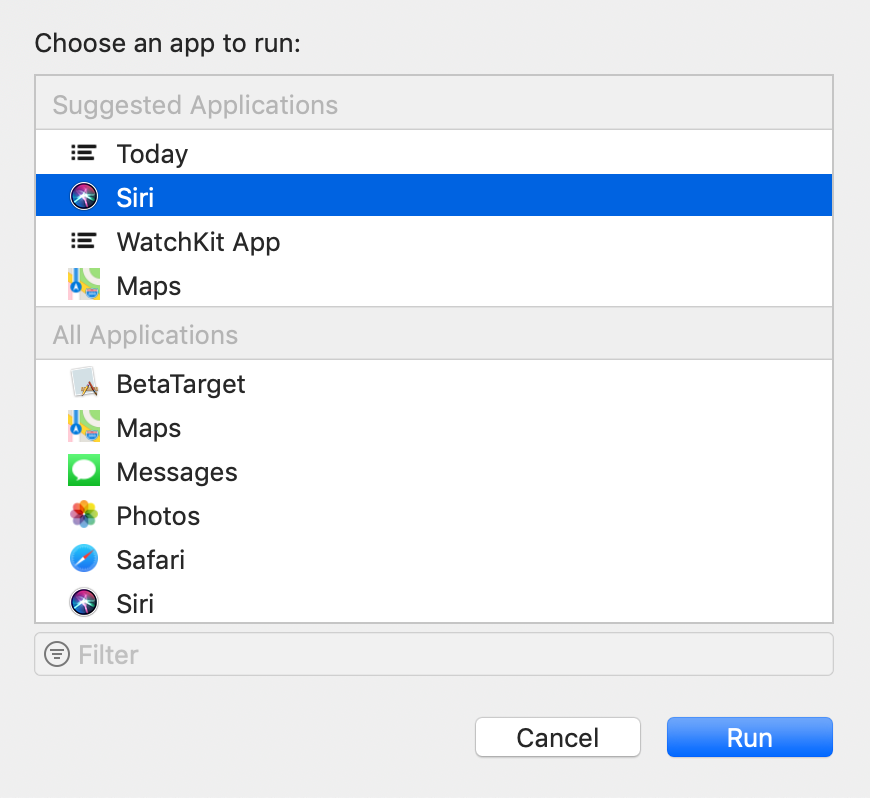 Choose an app to run:
Suggested Applications
Today
Siri
WatchKit App
Maps
All Applications
BetaTarget
Maps
Messages
Photos
Safari
Siri
Filter
Cancel
Run